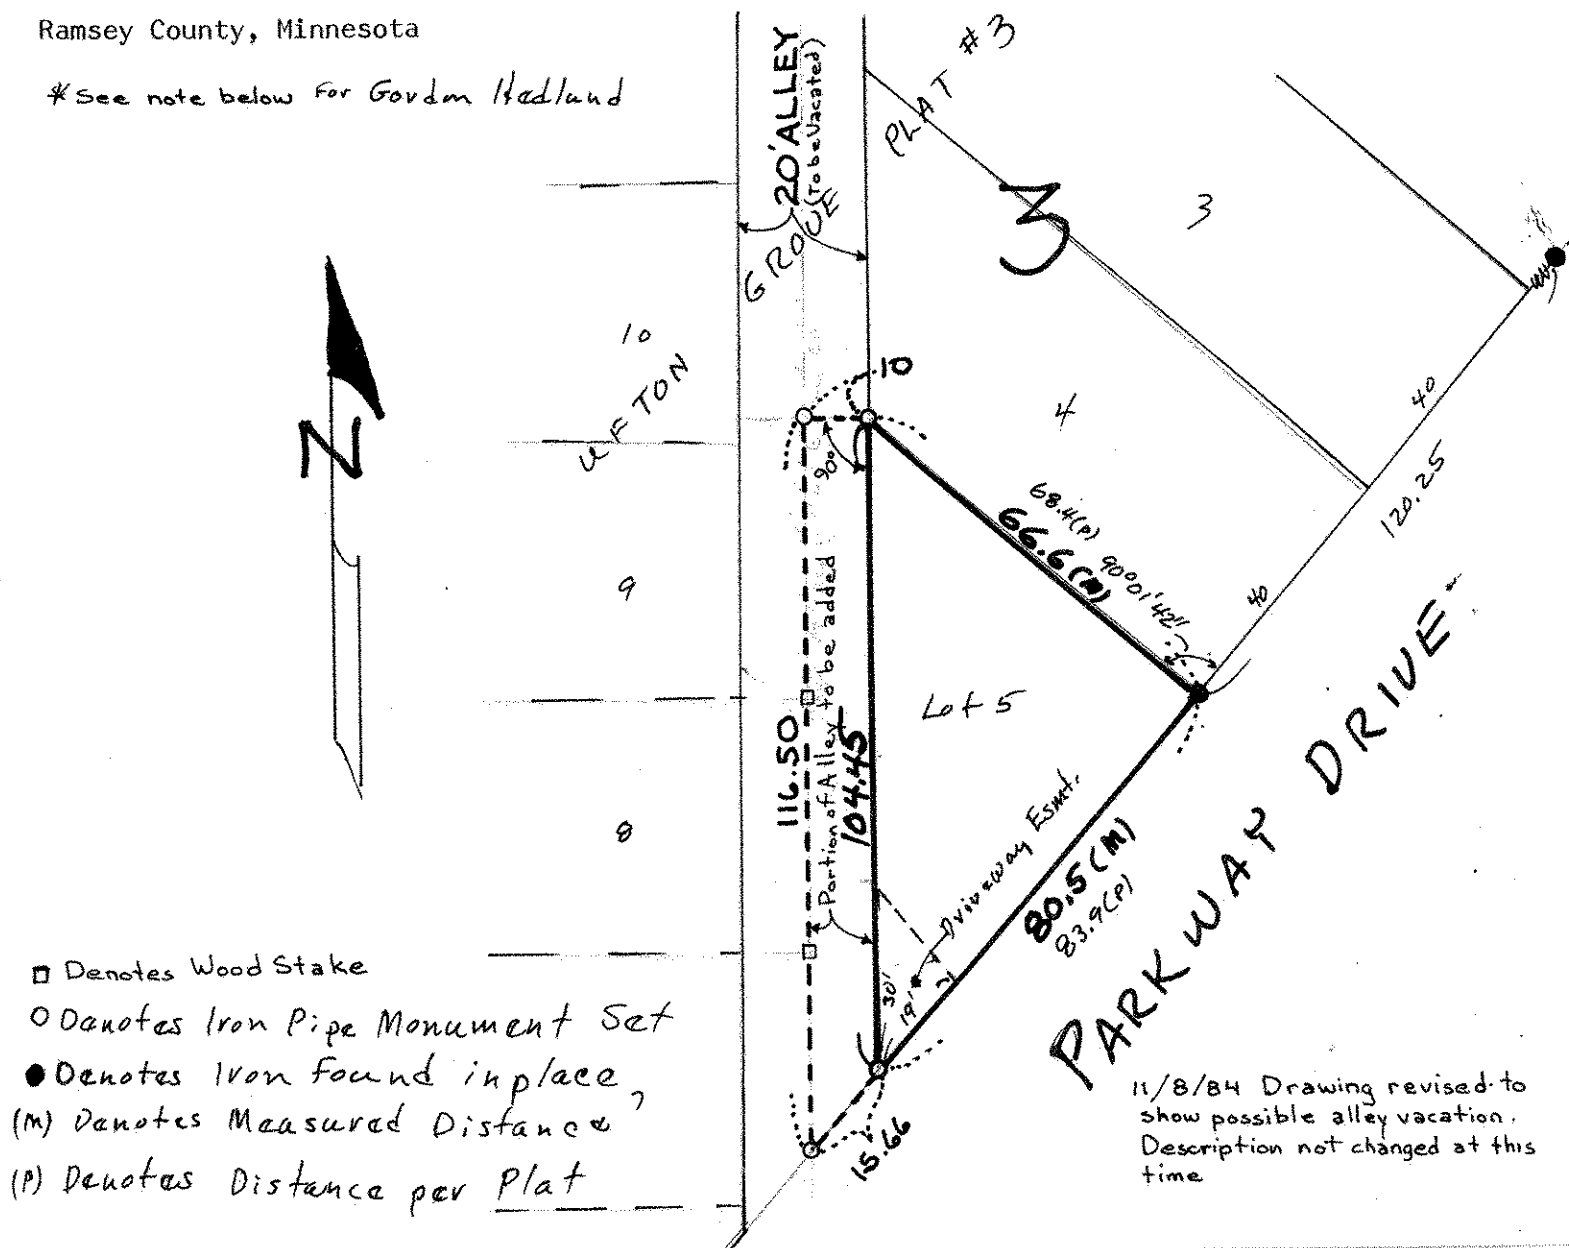 Ramsey County, Minnesota
* See note below For Gordon Hedlund
20' ALLEY
(To be Vacated)
PLAT #3
GROVE
UFTON
3
3
4
10
9
8
N
10
90°
68.4(P)
66.6(M)
90°01'42"
40
40
120.25
Lot 5
Portion of Alley to be added
116.50
104.45
Driveway Esmt.
80.5(M)
83.9(P)
30'
19'
15.66
PARKWAY DRIVE
□ Denotes Wood Stake
○ Denotes Iron Pipe Monument Set
● Denotes Iron Found in place
(M) Denotes Measured Distance
(P) Denotes Distance per Plat
11/8/84 Drawing revised to
show possible alley vacation.
Description not changed at this
time